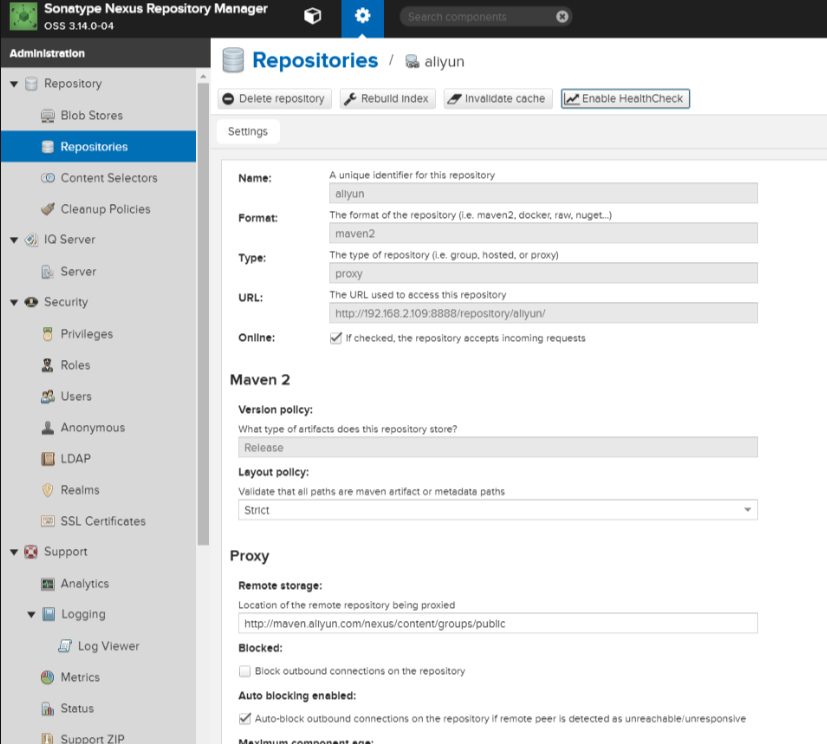 Sonatype Nexus Repository Manager
OSS 3.14.0-04
Search components
Administration
Repository
Blob Stores
Repositories
Content Selectors
Cleanup Policies
IQ Server
Server
Security
Privileges
Roles
Users
Anonymous
LDAP
Realms
SSL Certificates
Support
Analytics
Logging
Log Viewer
Metrics
Status
Support ZIP
Repositories / aliyun
Delete repository Rebuild Index Invalidate cache Enable HealthCheck
Settings
Name: A unique identifier for this repository
aliyun
Format: The format of the repository (i.e. maven2, docker, raw, nuget...)
maven2
Type: The type of repository (i.e. group, hosted, or proxy)
proxy
URL: The URL used to access this repository
http://192.168.2.109:8888/repository/aliyun/
Online: If checked, the repository accepts incoming requests
Maven 2
Version policy:
What type of artifacts does this repository store?
Release
Layout policy:
Validate that all paths are maven artifact or metadata paths
Strict
Proxy
Remote storage:
Location of the remote repository being proxied
http://maven.aliyun.com/nexus/content/groups/public
Blocked:
Block outbound connections on the repository
Auto blocking enabled:
Auto-block outbound connections on the repository if remote peer is detected as unreachable/unresponsive
Maximum component age: